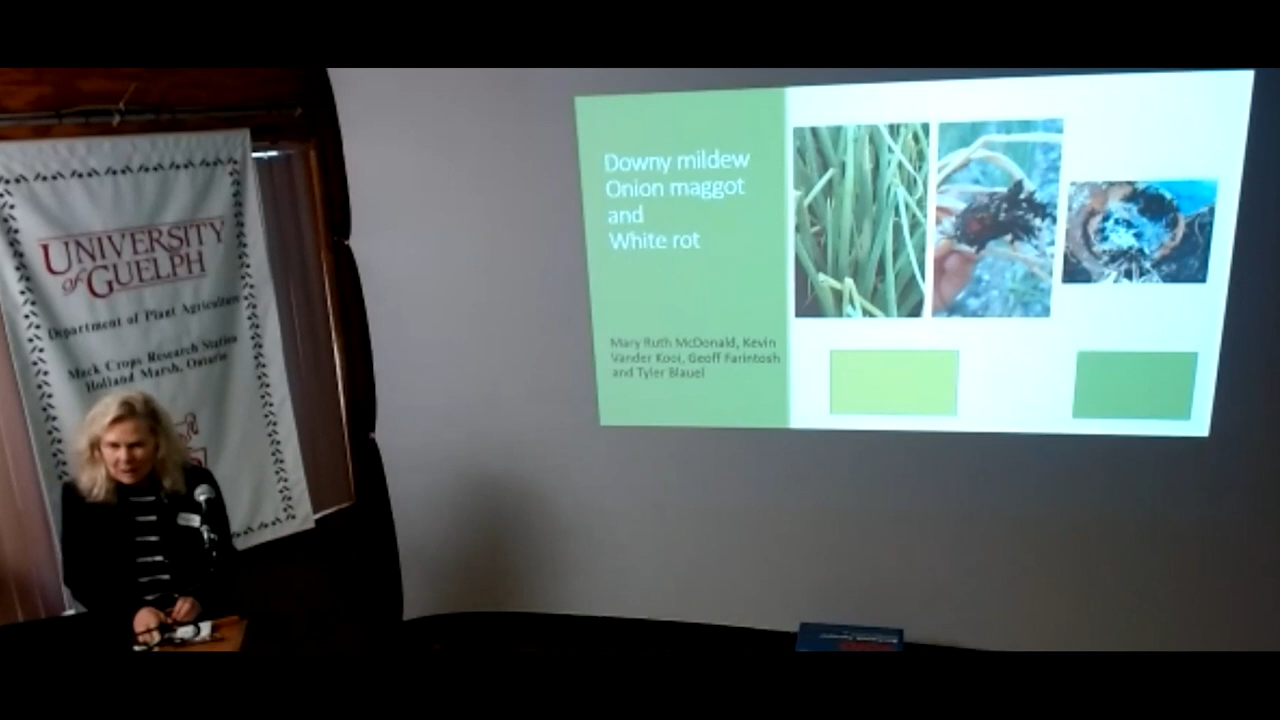 UNIVERSITY
of GUELPH
Department of Plant Agriculture
Muck Crops Research Station
Holland Marsh, Ontario
Downy mildew
Onion maggot
and
White rot
Mary Ruth McDonald, Kevin
Vander Kooi, Geoff Farintosh
and Tyler Blauel